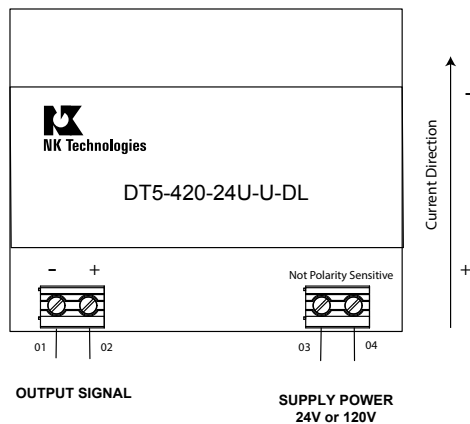 NK Technologies
DT5-420-24U-U-DL
Current Direction
-
+
- +
Not Polarity Sensitive
01 02 03 04
OUTPUT SIGNAL
SUPPLY POWER
24V or 120V